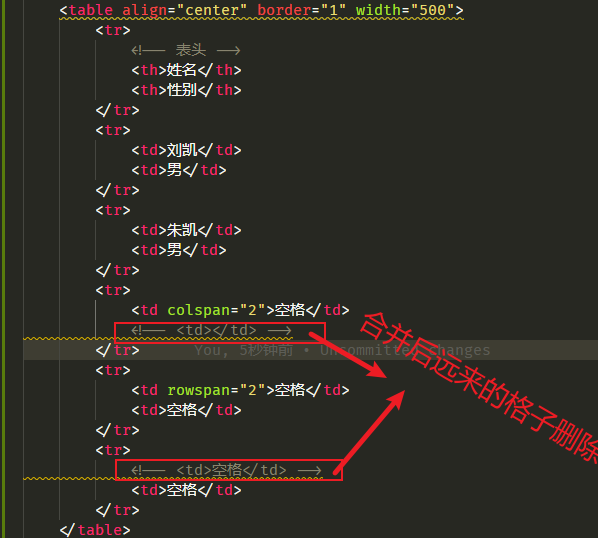 <table align="center" border="1" width="500">
<tr>
<!-- 表头 -->
<th>姓名</th>
<th>性别</th>
</tr>
<tr>
<td>刘凯</td>
<td>男</td>
</tr>
<tr>
<td>朱凯</td>
<td>男</td>
</tr>
<tr>
<td colspan="2">空格</td>
<!-- <td></td> -->
</tr> You, 5秒钟前 • Uncommitted changes
<tr>
<td rowspan="2">空格</td>
<td>空格</td>
</tr>
<tr>
<!-- <td>空格</td> -->
<td>空格</td>
</tr>
</table>
合并后远来的格子删除